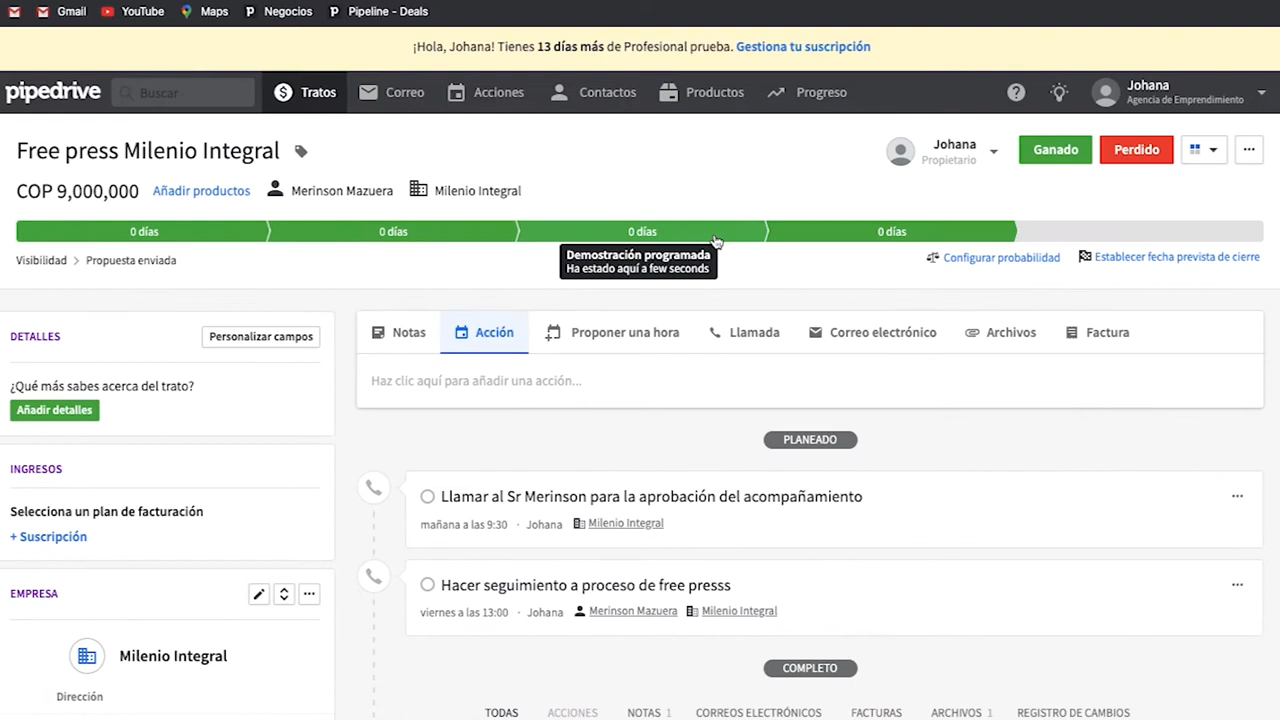 Gmail YouTube Maps Negocios Pipeline - Deals
¡Hola, Johana! Tienes 13 días más de Profesional prueba. Gestiona tu suscripción
pipedrive Buscar Tratos Correo Acciones Contactos Productos Progreso Johana
Agencia de Emprendimiento
Free press Milenio Integral
Johana
Propietario
Ganado Perdido
COP 9,000,000 Añadir productos Merinson Mazuera Milenio Integral
0 días 0 días 0 días 0 días
Demostración programada
Ha estado aquí a few seconds
Visibilidad > Propuesta enviada
Configurar probabilidad Establecer fecha prevista de cierre
DETALLES Personalizar campos
¿Qué más sabes acerca del trato?
Añadir detalles
INGRESOS
Selecciona un plan de facturación
+ Suscripción
EMPRESA
Milenio Integral
Dirección
Notas Acción Proponer una hora Llamada Correo electrónico Archivos Factura
Haz clic aquí para añadir una acción...
PLANEADO
Llamar al Sr Merinson para la aprobación del acompañamiento
mañana a las 9:30 · Johana Milenio Integral
Hacer seguimiento a proceso de free presss
viernes a las 13:00 · Johana Merinson Mazuera Milenio Integral
COMPLETO
TODAS ACCIONES NOTAS 1 CORREOS ELECTRÓNICOS FACTURAS ARCHIVOS 1 REGISTRO DE CAMBIOS